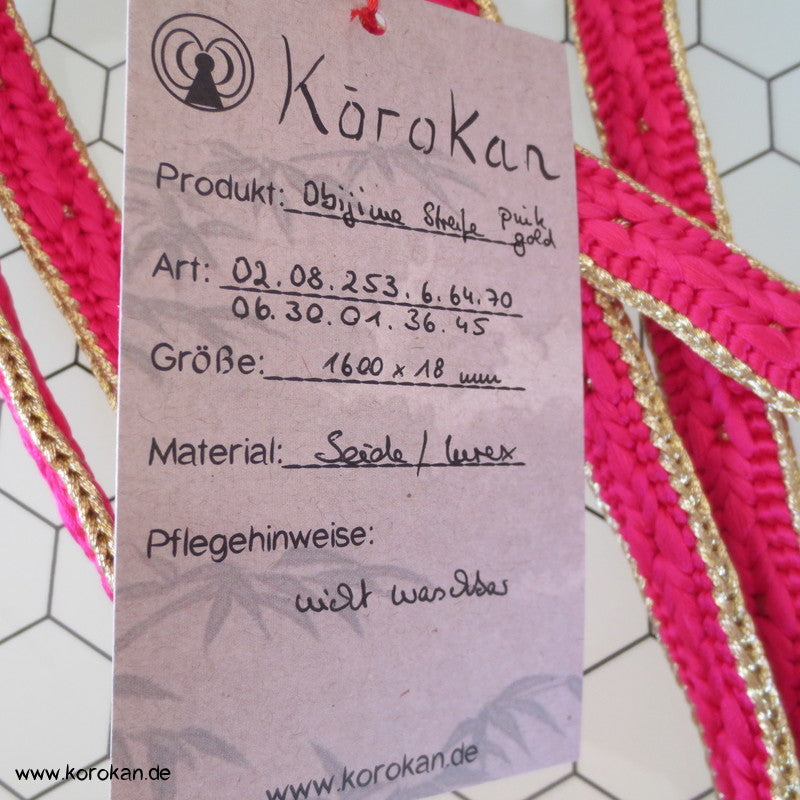 Kōrokan
Produkt: Obijime Streife pink
gold
Art: 02.08.253.6.64.70
06.30.01.36.45
Größe: 1600 x 18 mm
Material: Seide / Lurex
Pflegehinweise:
nicht waschbar
www.korokan.de
www.korokan.de